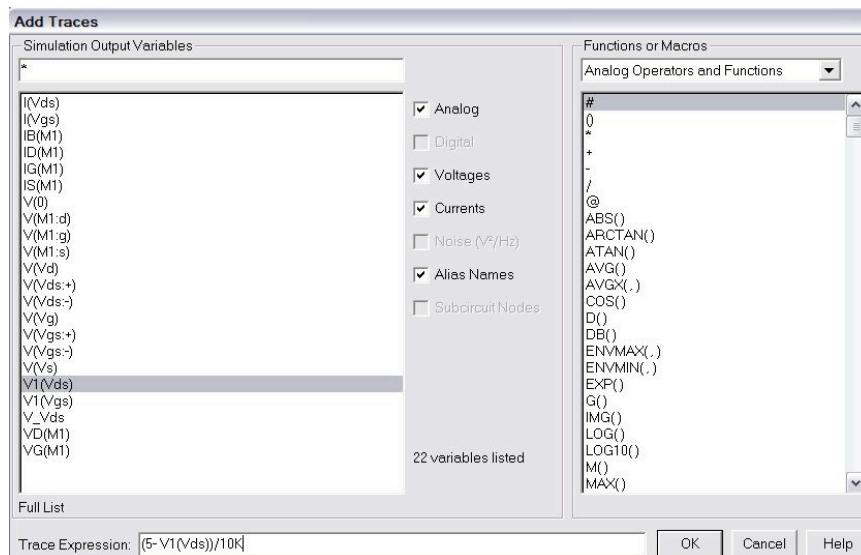 Add Traces
Simulation Output Variables
*
I(Vds)
I(Vgs)
IB(M1)
ID(M1)
IG(M1)
IS(M1)
V(0)
V(M1:d)
V(M1:g)
V(M1:s)
V(Vd)
V(Vds:+)
V(Vds:-)
V(Vg)
V(Vgs:+)
V(Vgs:-)
V(Vs)
V1(Vds)
V1(Vgs)
V_Vds
VD(M1)
VG(M1)
Full List
Analog
Digital
Voltages
Currents
Noise (V²/Hz)
Alias Names
Subcircuit Nodes
22 variables listed
Functions or Macros
Analog Operators and Functions
#
()
*
+
-
/
@
ABS()
ARCTAN()
ATAN()
AVG()
AVGX(,)
COS()
D()
DB()
ENVMAX(,)
ENVMIN(,)
EXP()
G()
IMG()
LOG()
LOG10()
M()
MAX()
Trace Expression: (5-V1(Vds))/10K
OK
Cancel
Help